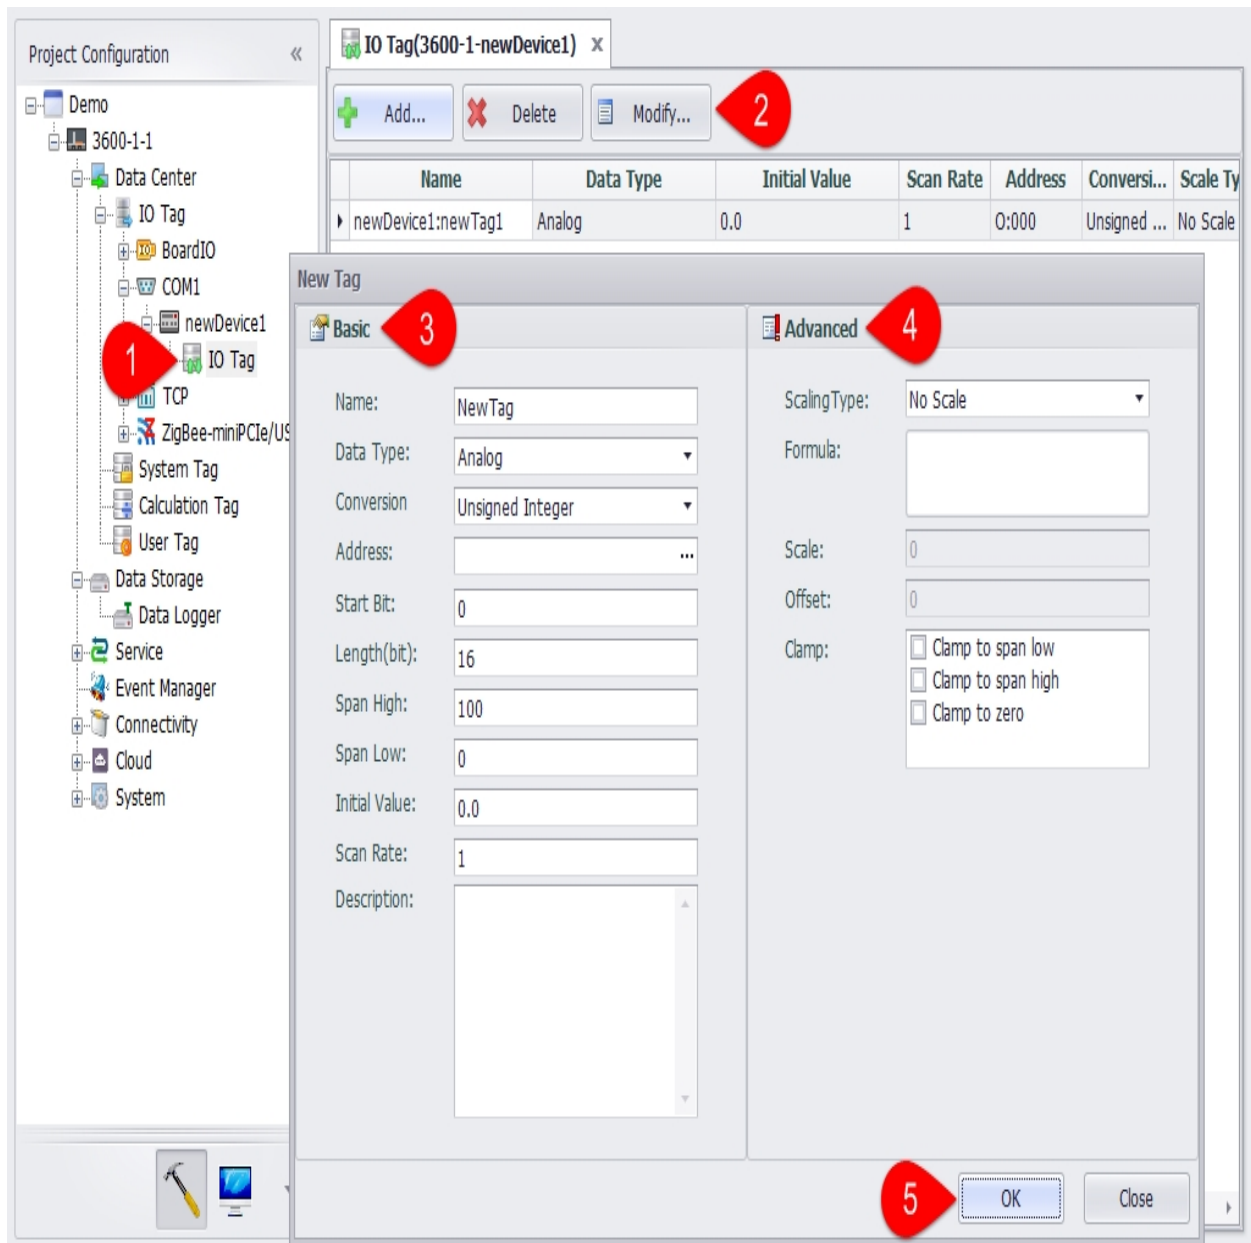 Project Configuration «
Demo
3600-1-1
Data Center
IO Tag
BoardIO
COM1
newDevice1
1
IO Tag
TCP
ZigBee-miniPCIe/US
System Tag
Calculation Tag
User Tag
Data Storage
Data Logger
Service
Event Manager
Connectivity
Cloud
System
IO Tag(3600-1-newDevice1) x
Add... Delete Modify... 2
Name Data Type Initial Value Scan Rate Address Conversi... Scale Ty
newDevice1:newTag1 Analog 0.0 1 O:000 Unsigned ... No Scale
New Tag
Basic 3
Name: NewTag
Data Type: Analog
Conversion Unsigned Integer
Address: ...
Start Bit: 0
Length(bit): 16
Span High: 100
Span Low: 0
Initial Value: 0.0
Scan Rate: 1
Description:
Advanced 4
ScalingType: No Scale
Formula:
Scale: 0
Offset: 0
Clamp: Clamp to span low
Clamp to span high
Clamp to zero
5 OK Close